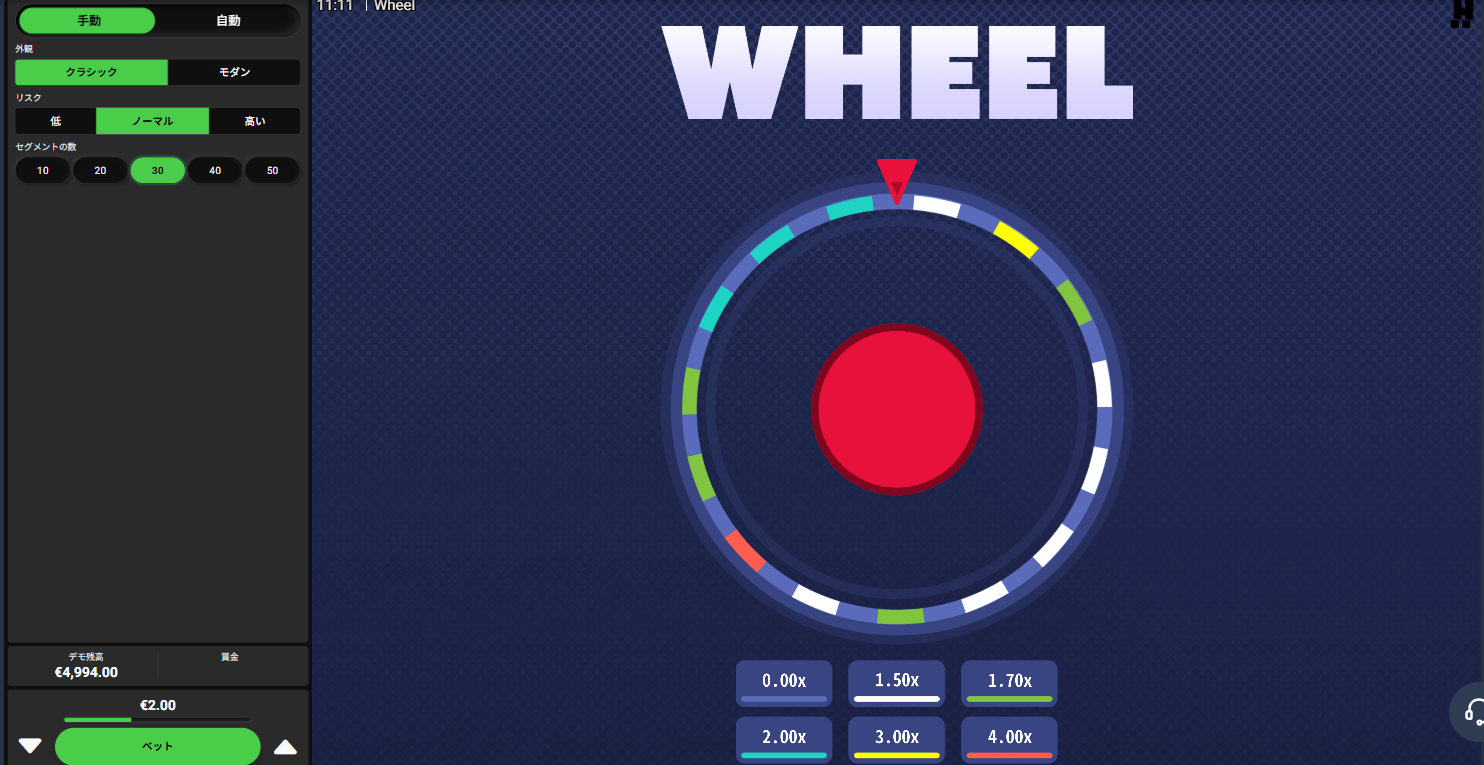 手動 自動
11:11 | Wheel
外観
クラシック モダン
リスク
低 ノーマル 高い
セグメントの数
10 20 30 40 50
WHEEL
デモ残高 賞金
€4,994.00
€2.00
ベット
0.00x 1.50x 1.70x
2.00x 3.00x 4.00x